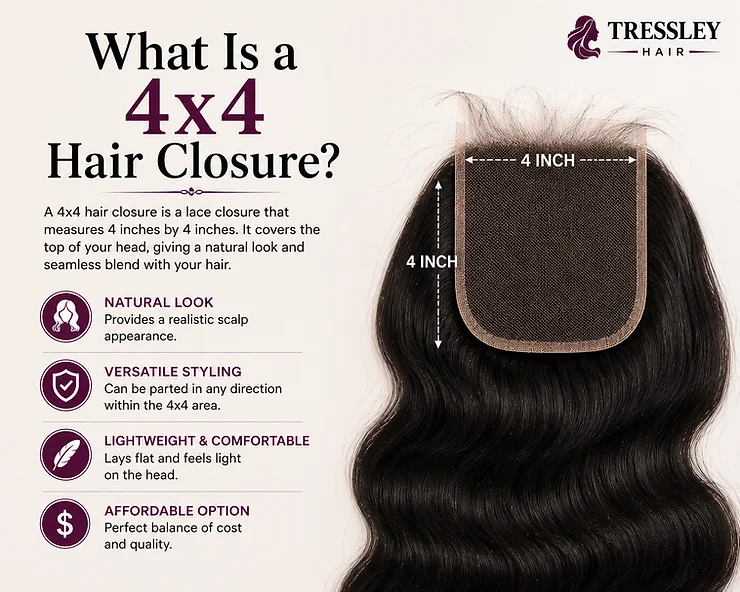 What Is a
4x4
Hair Closure?
A 4x4 hair closure is a lace closure that
measures 4 inches by 4 inches. It covers the
top of your head, giving a natural look and
seamless blend with your hair.
NATURAL LOOK
Provides a realistic scalp
appearance.
VERSATILE STYLING
Can be parted in any direction
within the 4x4 area.
LIGHTWEIGHT & COMFORTABLE
Lays flat and feels light
on the head.
$
AFFORDABLE OPTION
Perfect balance of cost
and quality.
TRESSLEY
HAIR
4 INCH
4 INCH